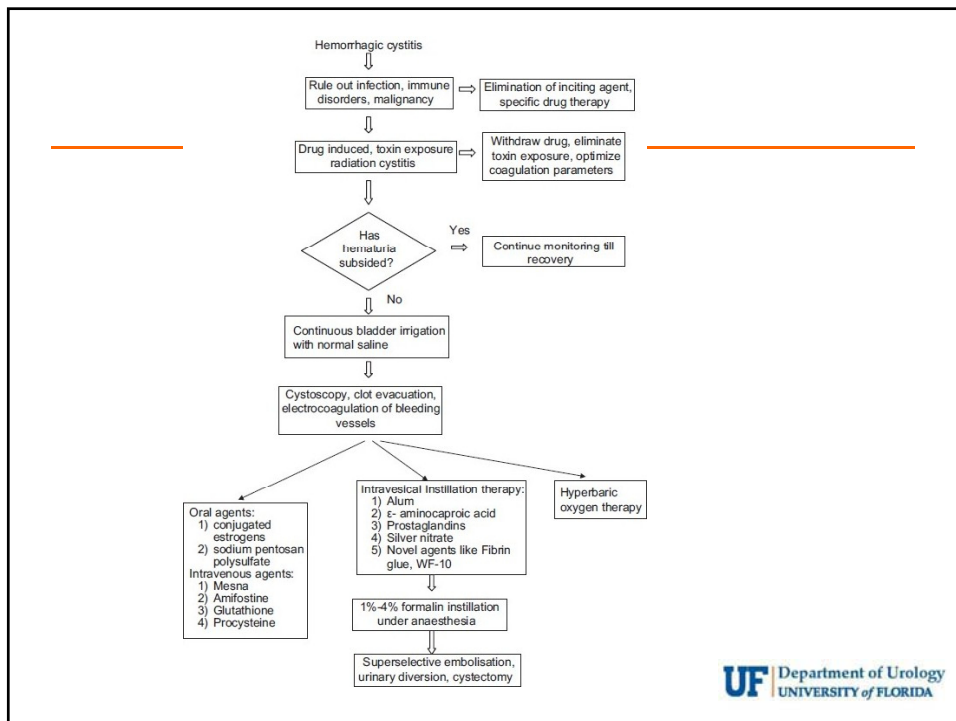 Hemorrhagic cystitis
Rule out infection, immune
disorders, malignancy
Elimination of inciting agent,
specific drug therapy
Drug induced, toxin exposure
radiation cystitis
Withdraw drug, eliminate
toxin exposure, optimize
coagulation parameters
Has
hematuria
subsided?
Yes
Continue monitoring till
recovery
No
Continuous bladder irrigation
with normal saline
Cystoscopy, clot evacuation,
electrocoagulation of bleeding
vessels
Oral agents:
1) conjugated
estrogens
2) sodium pentosan
polysulfate
Intravenous agents:
1) Mesna
2) Amifostine
3) Glutathione
4) Procysteine
Intravesical Instillation therapy:
1) Alum
2) ε- aminocaproic acid
3) Prostaglandins
4) Silver nitrate
5) Novel agents like Fibrin
glue, WF-10
Hyperbaric
oxygen therapy
1%-4% formalin instillation
under anaesthesia
Superselective embolisation,
urinary diversion, cystectomy
UF Department of Urology
UNIVERSITY of FLORIDA